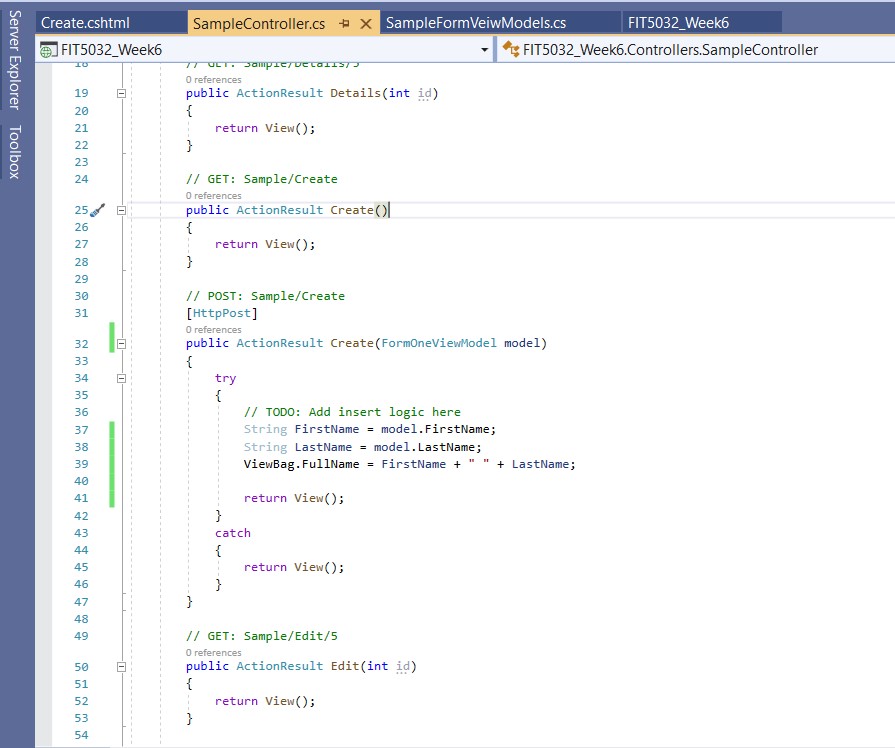 Create.cshtml SampleController.cs SampleFormVeiwModels.cs FIT5032_Week6
FIT5032_Week6 FIT5032_Week6.Controllers.SampleController
Server Explorer
Toolbox
18 // GET: Sample/Details/5
0 references
19 public ActionResult Details(int id)
20 {
21 return View();
22 }
23
24 // GET: Sample/Create
0 references
25 public ActionResult Create()
26 {
27 return View();
28 }
29
30 // POST: Sample/Create
31 [HttpPost]
0 references
32 public ActionResult Create(FormOneViewModel model)
33 {
34 try
35 {
36 // TODO: Add insert logic here
37 String FirstName = model.FirstName;
38 String LastName = model.LastName;
39 ViewBag.FullName = FirstName + " " + LastName;
40
41 return View();
42 }
43 catch
44 {
45 return View();
46 }
47 }
48
49 // GET: Sample/Edit/5
0 references
50 public ActionResult Edit(int id)
51 {
52 return View();
53 }
54